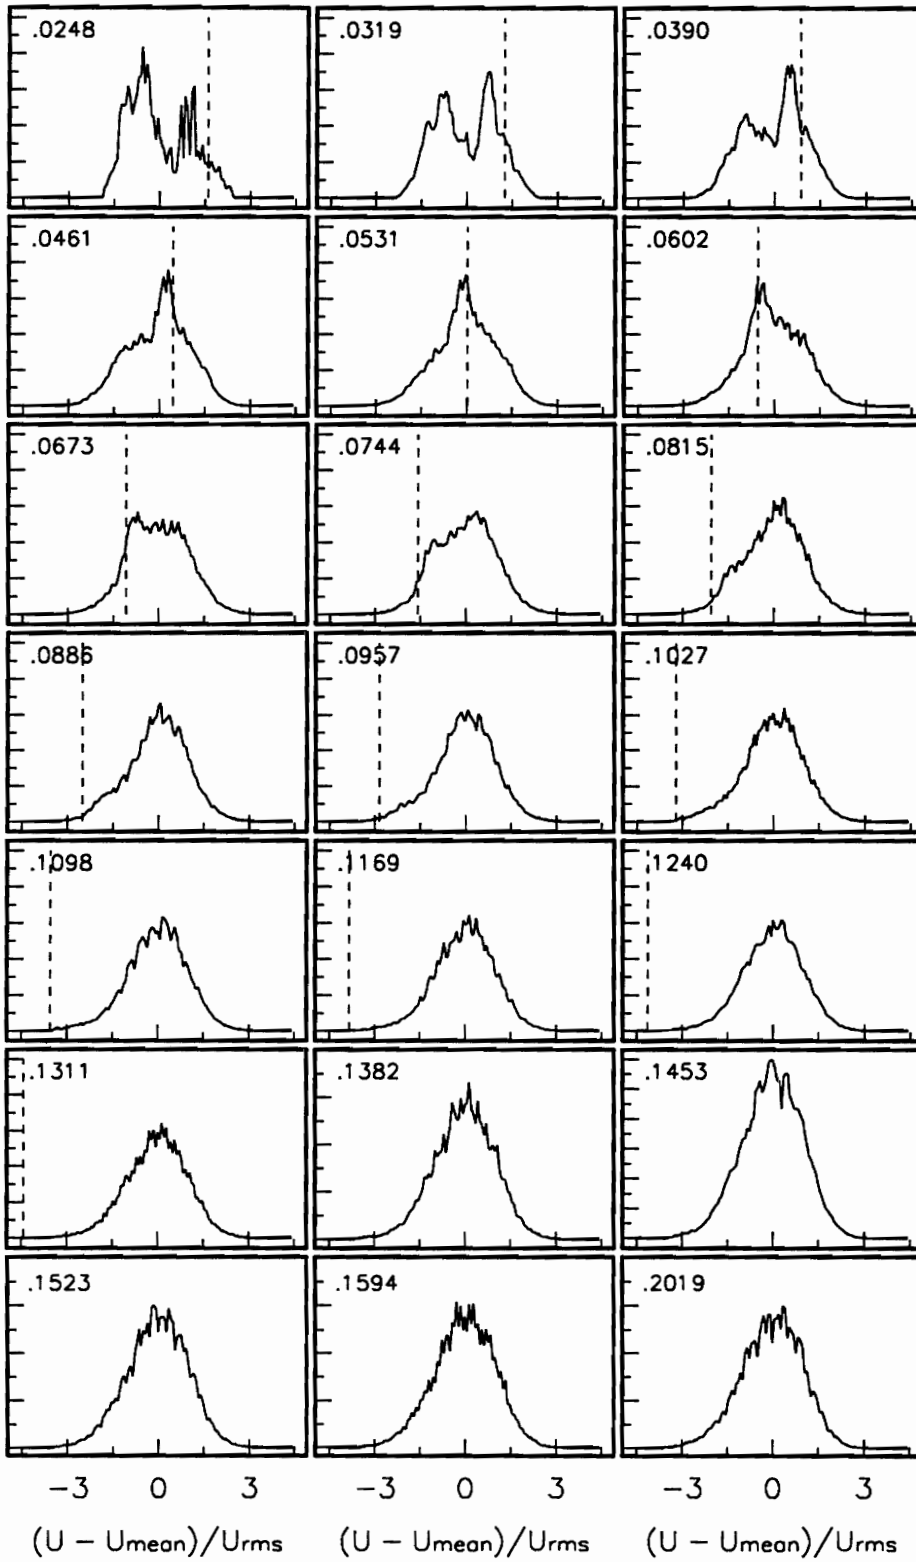 .0248 .0319 .0390
.0461 .0531 .0602
.0673 .0744 .0815
.0886 .0957 .1027
.1098 .1169 .1240
.1311 .1382 .1453
.1523 .1594 .2019
−3 0 3 −3 0 3 −3 0 3
(U − Umean)/Urms (U − Umean)/Urms (U − Umean)/Urms